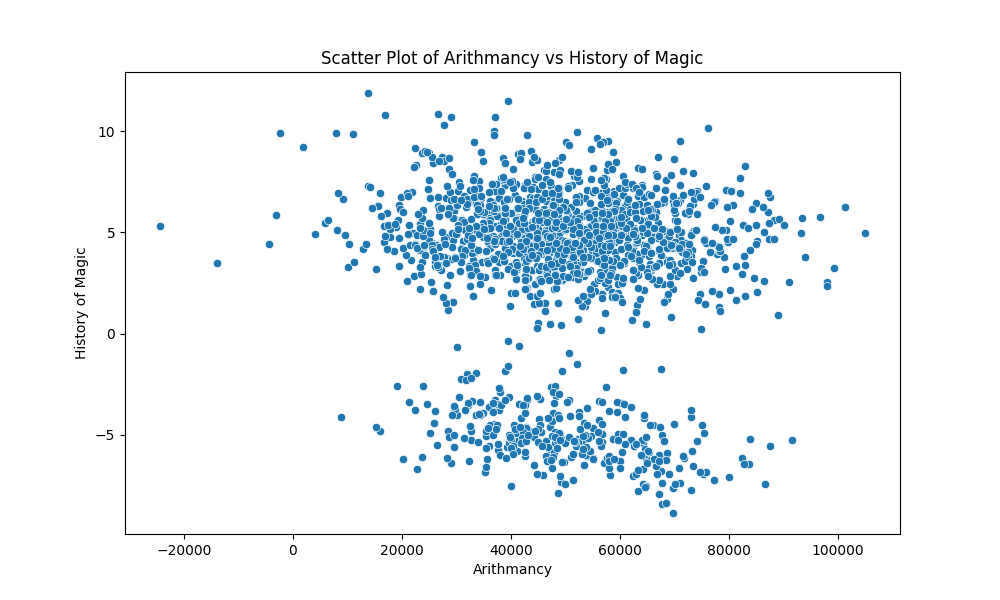 Scatter Plot of Arithmancy vs History of Magic
10
5
0
−5
History of Magic
−20000 0 20000 40000 60000 80000 100000
Arithmancy